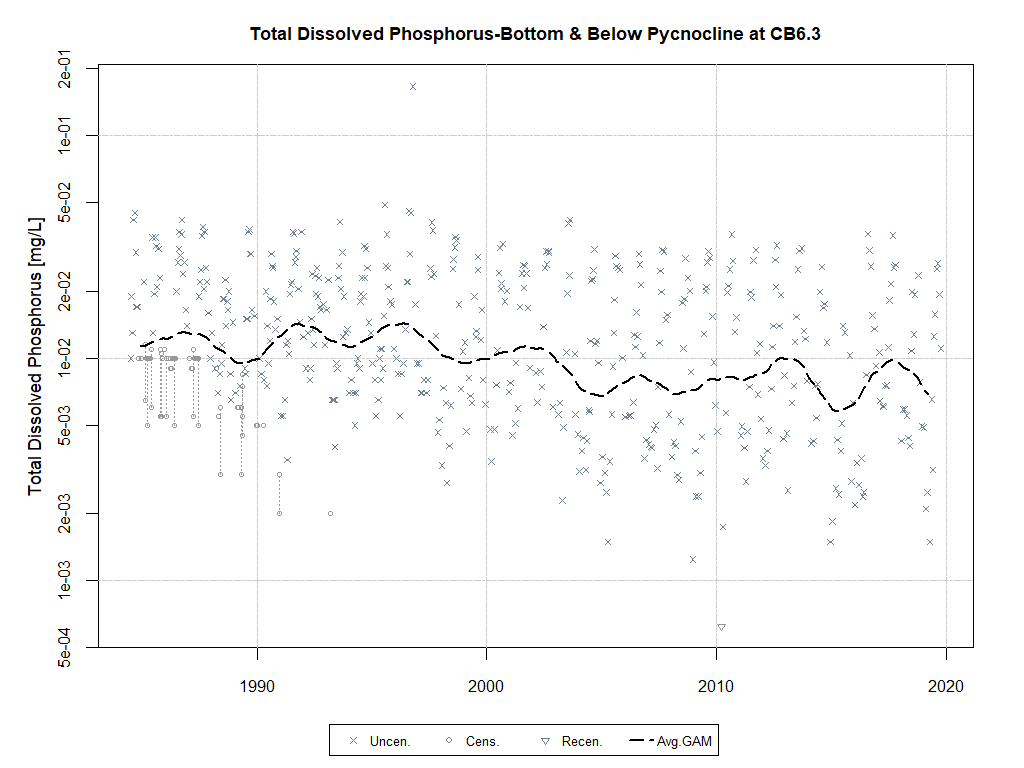 Total Dissolved Phosphorus-Bottom & Below Pycnocline at CB6.3
Total Dissolved Phosphorus [mg/L]
2e-01
1e-01
5e-02
2e-02
1e-02
5e-03
2e-03
1e-03
5e-04
1990 2000 2010 2020
Uncen. Cens. Recen. Avg.GAM